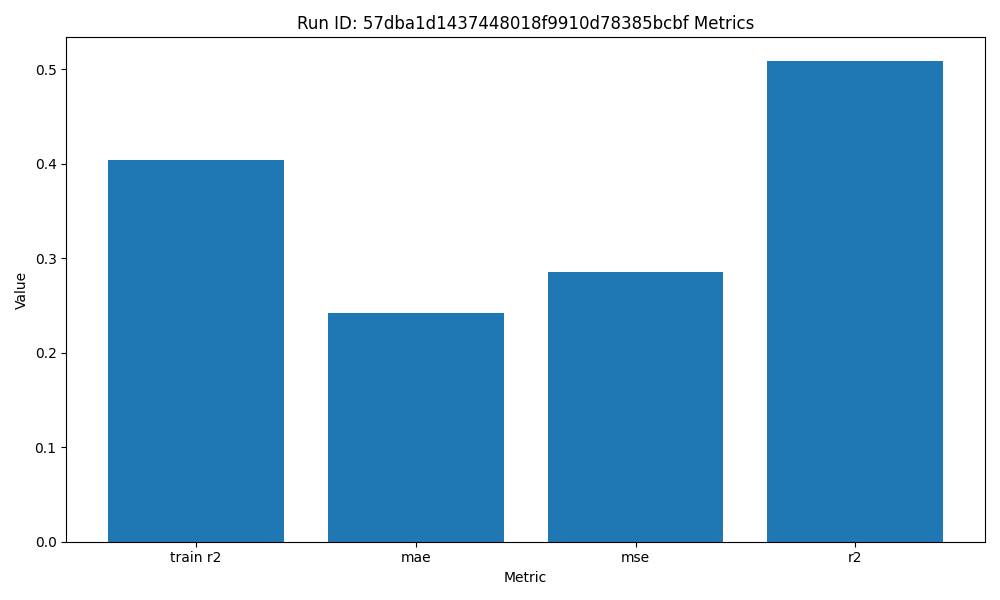 Run ID: 57dba1d1437448018f9910d78385bcbf Metrics
Value
0.5
0.4
0.3
0.2
0.1
0.0
train r2
mae
mse
r2
Metric